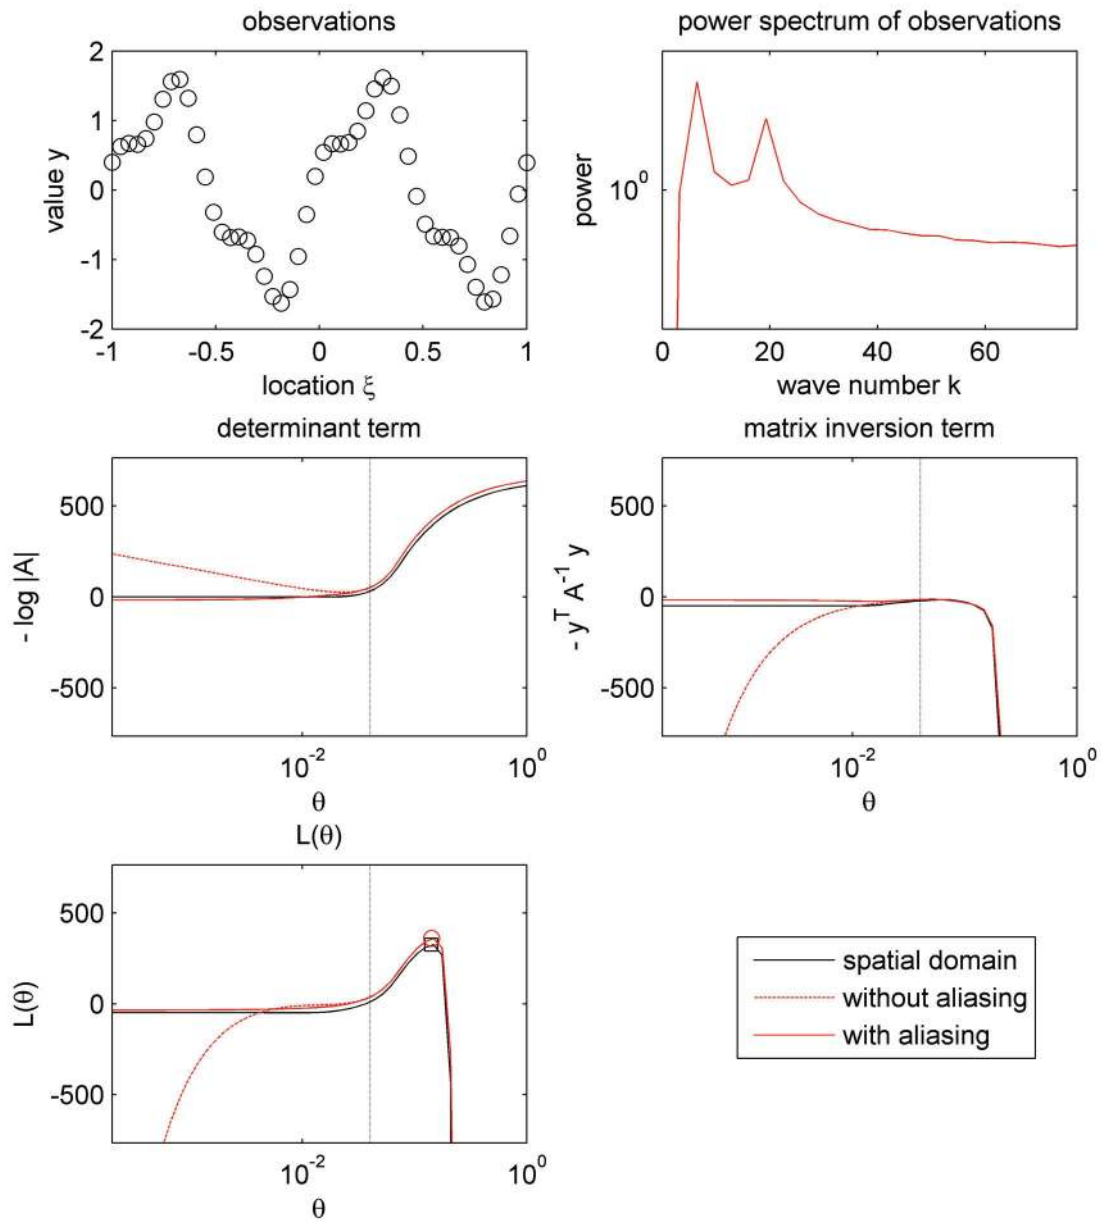 observations
2
1
0
-1
-2
value y
-1 -0.5 0 0.5 1
location ξ
power spectrum of observations
10⁰
power
0 20 40 60
wave number k
determinant term
500
0
-500
- log |A|
10⁻² 10⁰
θ
matrix inversion term
500
0
-500
- yᵀ A⁻¹ y
10⁻² 10⁰
θ
L(θ)
500
0
-500
L(θ)
10⁻² 10⁰
θ
spatial domain
without aliasing
with aliasing